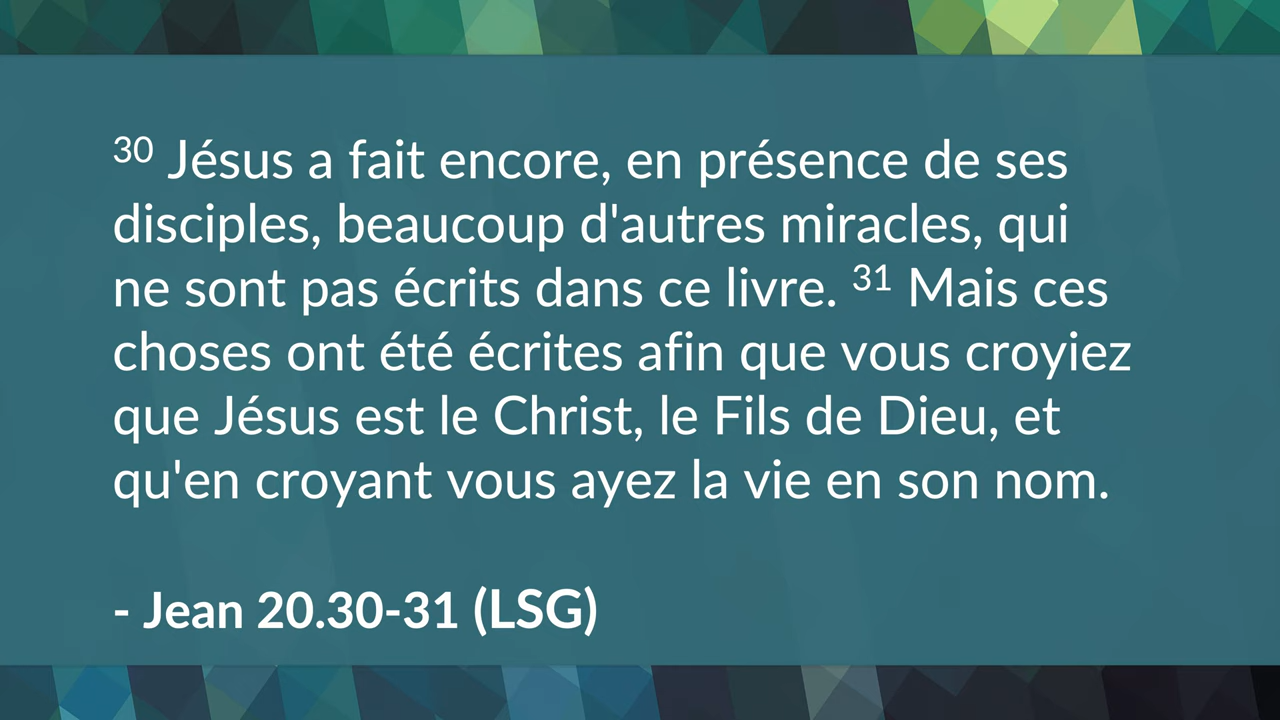 30 Jésus a fait encore, en présence de ses
disciples, beaucoup d'autres miracles, qui
ne sont pas écrits dans ce livre. 31 Mais ces
choses ont été écrites afin que vous croyiez
que Jésus est le Christ, le Fils de Dieu, et
qu'en croyant vous ayez la vie en son nom.
- Jean 20.30-31 (LSG)